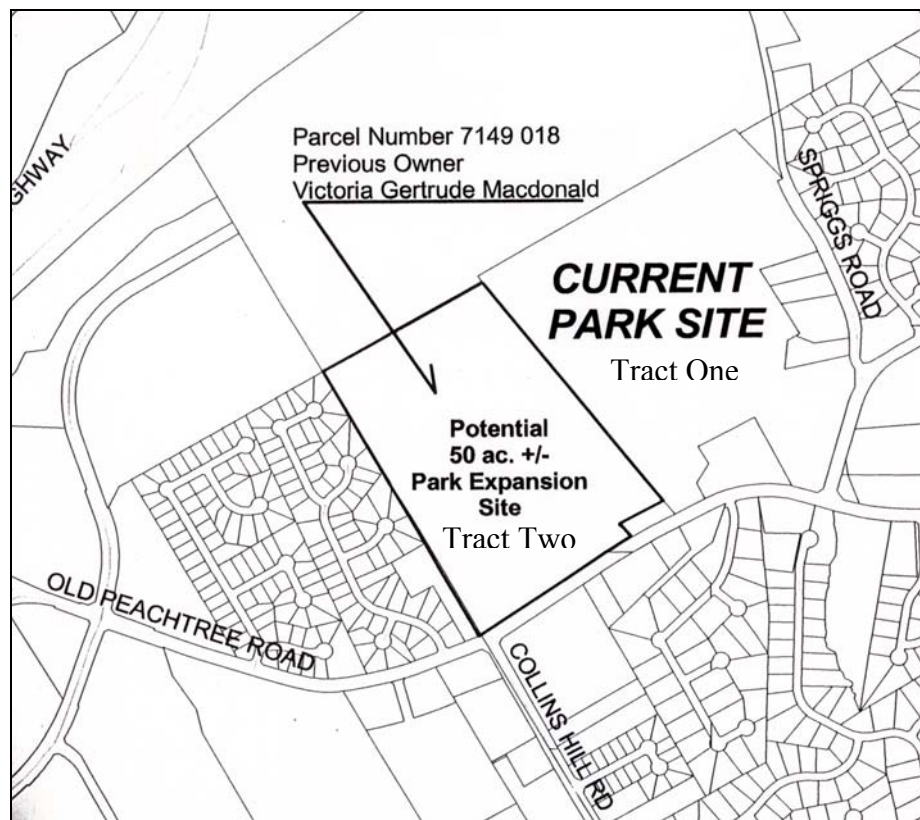 GHWAY
Parcel Number 7149 018
Previous Owner
Victoria Gertrude Macdonald
SPRIGGS ROAD
CURRENT
PARK SITE
Tract One
Potential
50 ac. +/-
Park Expansion
Site
Tract Two
OLD PEACHTREE ROAD
COLLINS HILL RD